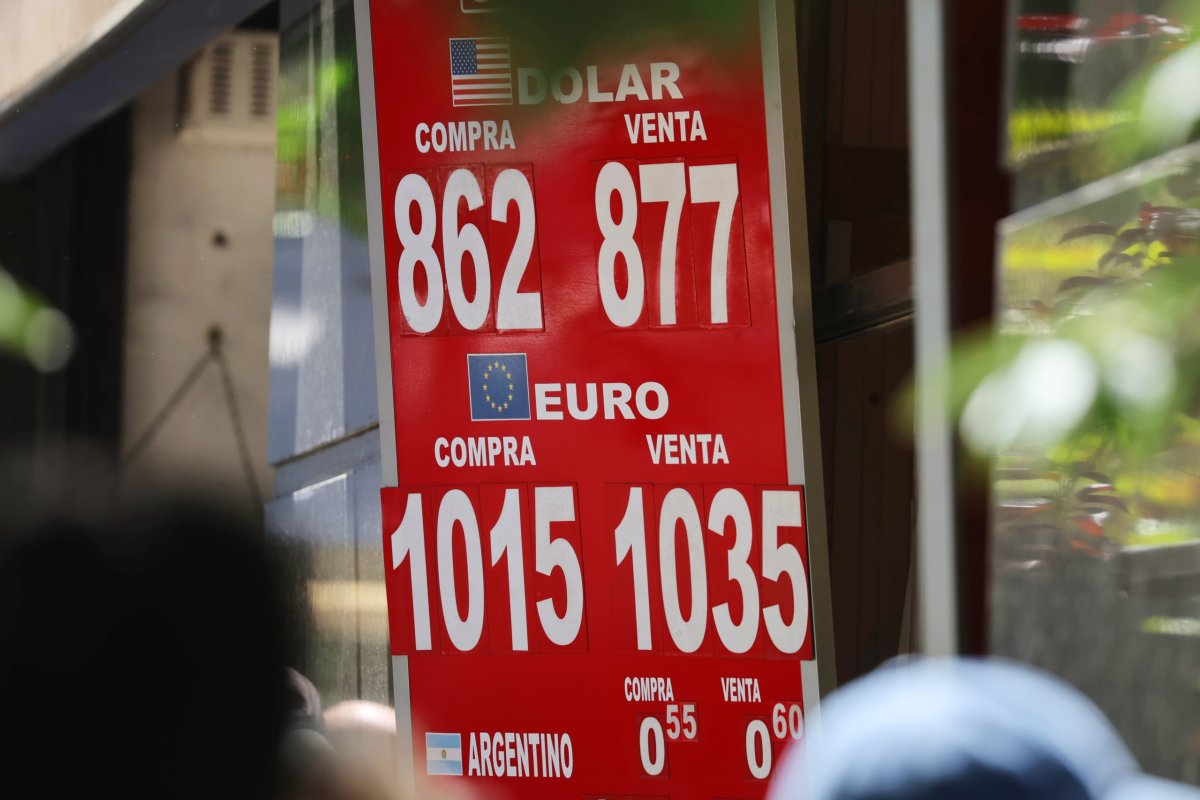 DOLAR
COMPRA VENTA
862 877
EURO
COMPRA VENTA
1015 1035
COMPRA VENTA
ARGENTINO 0 55 0 60